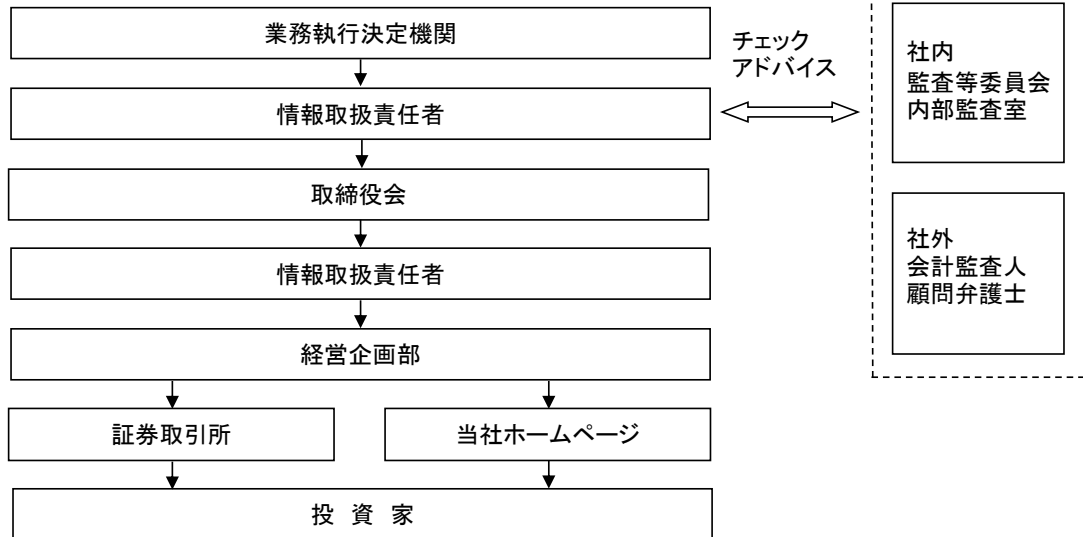 業務執行決定機関
情報取扱責任者
取締役会
情報取扱責任者
経営企画部
証券取引所
当社ホームページ
投 資 家
チェック
アドバイス
社内
監査等委員会
内部監査室
社外
会計監査人
顧問弁護士